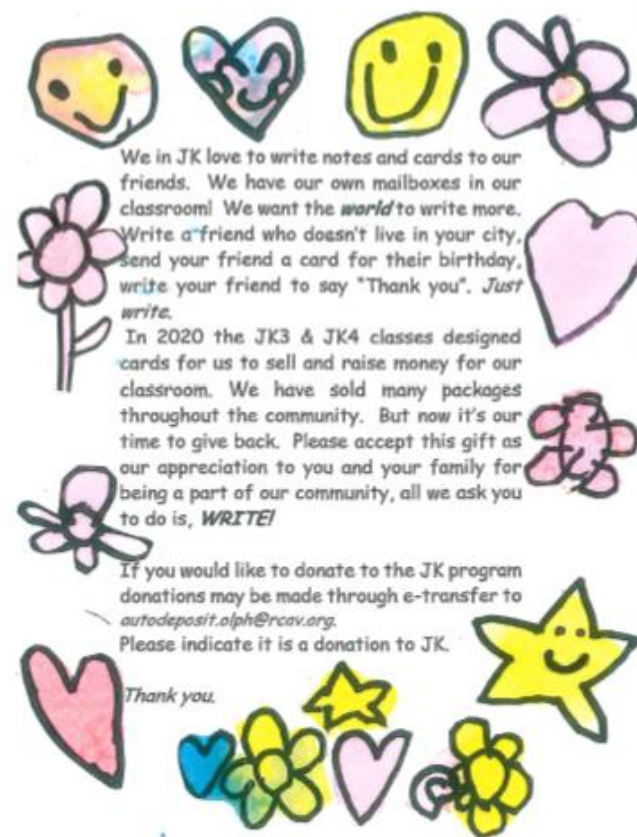 We in JK love to write notes and cards to our
friends. We have our own mailboxes in our
classroom! We want the world to write more.
Write a friend who doesn't live in your city,
send your friend a card for their birthday,
write your friend to say "Thank you". Just
write.
In 2020 the JK3 & JK4 classes designed
cards for us to sell and raise money for our
classroom. We have sold many packages
throughout the community. But now it's our
time to give back. Please accept this gift as
our appreciation to you and your family for
being a part of our community, all we ask you
to do is, WRITE!
If you would like to donate to the JK program
donations may be made through e-transfer to
autodeposit.olph@rcav.org.
Please indicate it is a donation to JK.
Thank you.